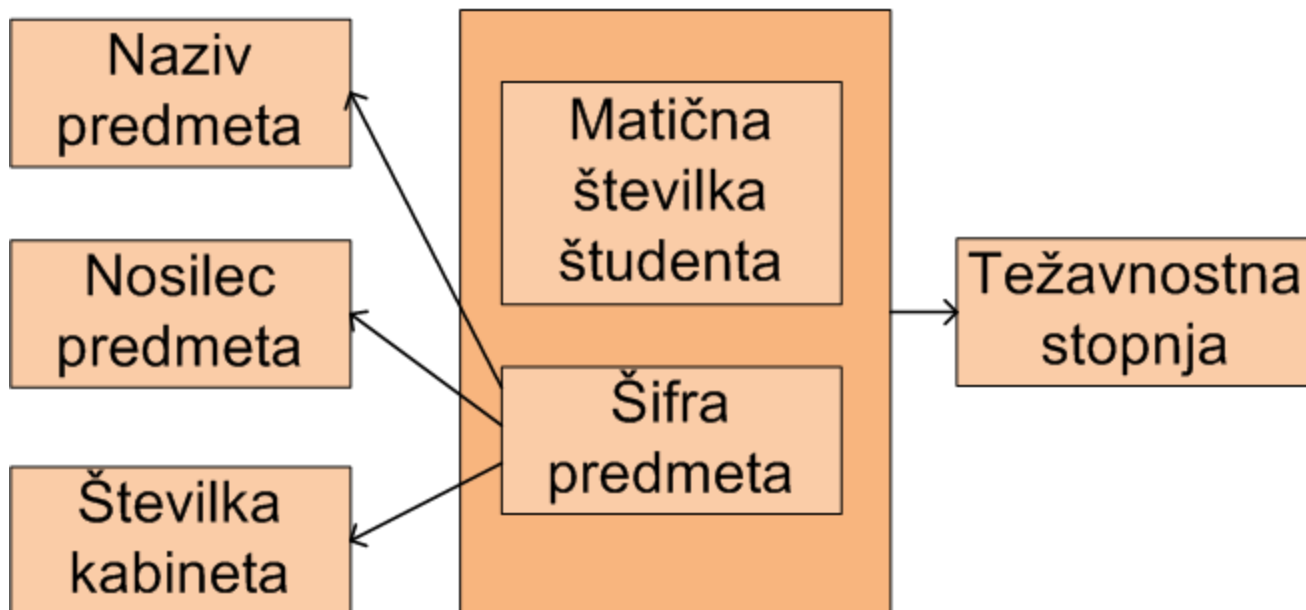 Naziv
predmeta
Nosilec
predmeta
Številka
kabineta
Matična
številka
študenta
Šifra
predmeta
Težavnostna
stopnja